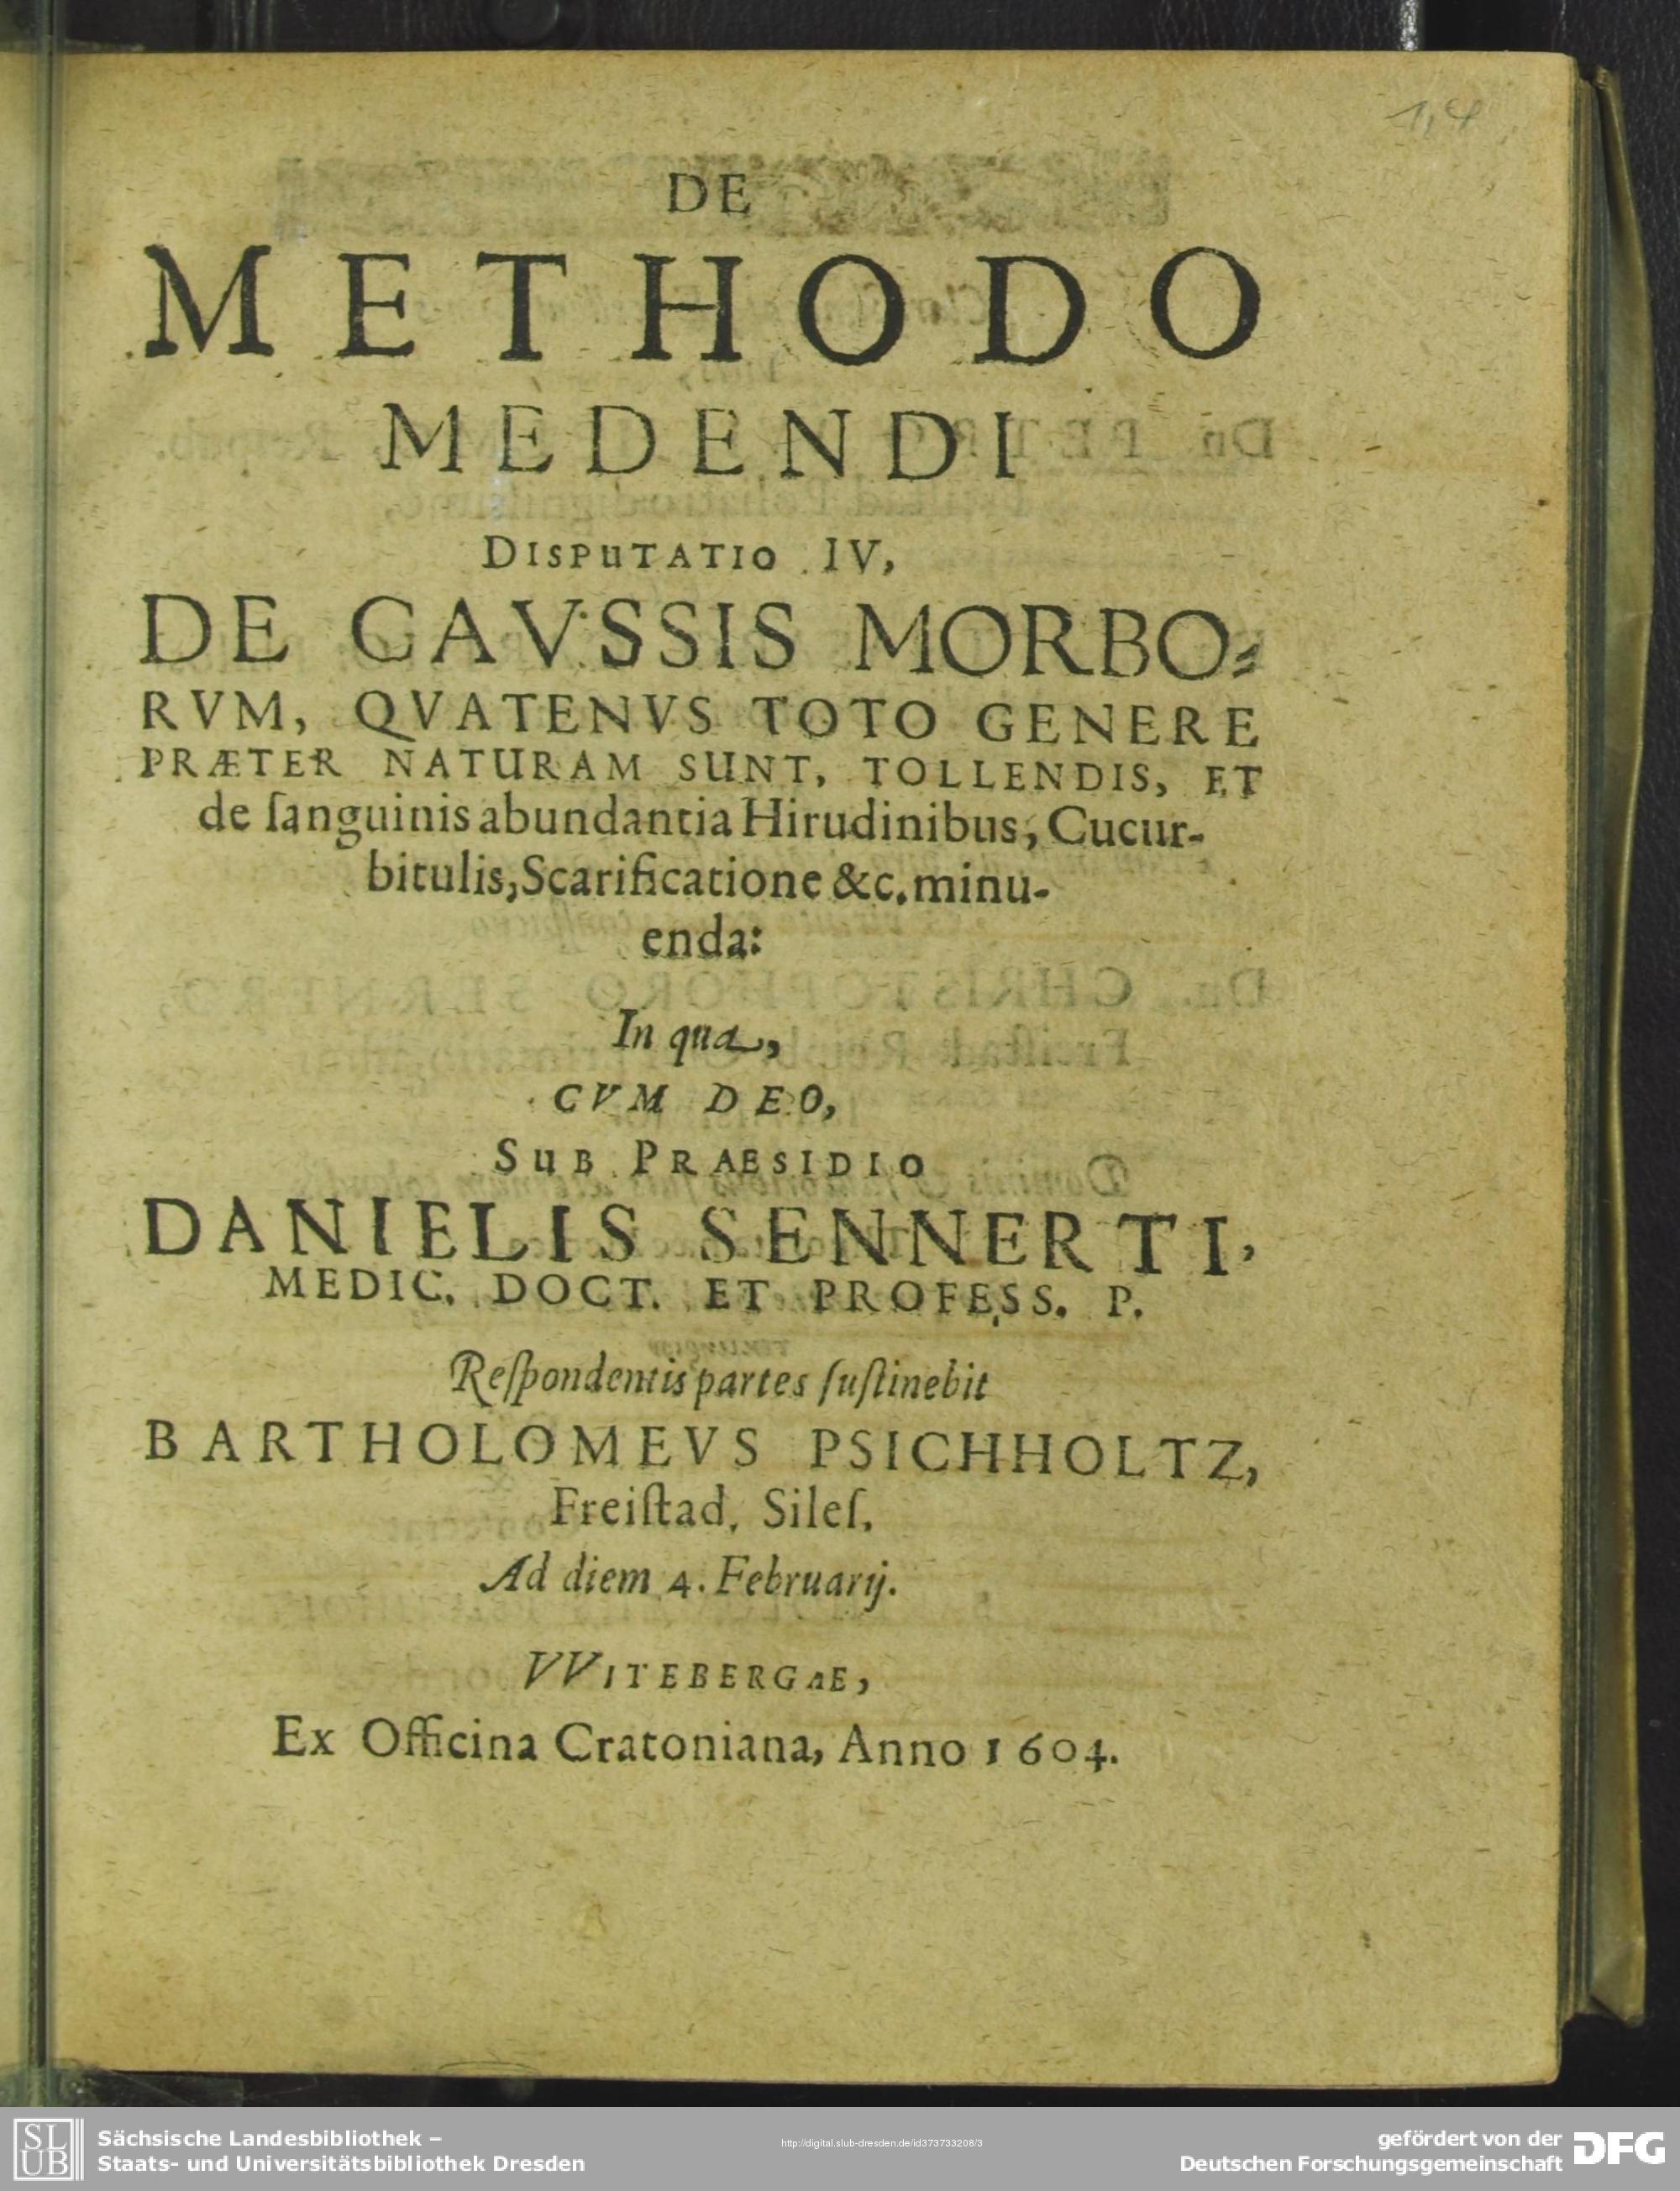 1,4
DE
METHODO
MEDENDI
DISPUTATIO IV,
DE CAVSSIS MORBO⸗
RVM, QVATENVS TOTO GENERE
PRÆTER NATURAM SUNT, TOLLENDIS, ET
de ſanguinis abundantia Hirudinibus, Cucur-
bitulis, Scarificatione &c. minu-
enda:
In qua,
CVM DEO,
SUB PRAESIDIO
DANIELIS SENNERTI,
MEDIC. DOCT. ET PROFESS. P.
Reſpondentis partes ſuſtinebit
BARTHOLOMEVS PSICHHOLTZ,
Freiſtad. Sileſ.
Ad diem 4. Februarij.
VVITEBERGAE,
Ex Officina Cratoniana, Anno 1604.
SLUB
Sächsische Landesbibliothek –
Staats- und Universitätsbibliothek Dresden
http://digital.slub-dresden.de/id373733208/3
gefördert von der
Deutschen Forschungsgemeinschaft
DFG